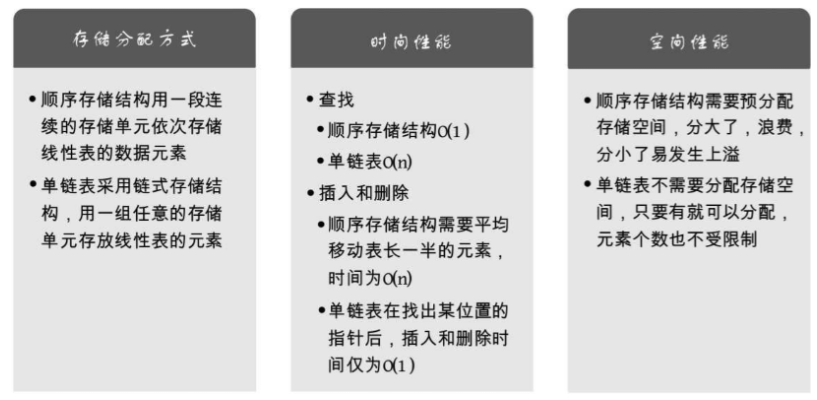 存储分配方式
• 顺序存储结构用一段连
续的存储单元依次存储
线性表的数据元素
• 单链表采用链式存储结
构，用一组任意的存储
单元存放线性表的元素
时间性能
• 查找
• 顺序存储结构O(1)
• 单链表O(n)
• 插入和删除
• 顺序存储结构需要平均
移动表长一半的元素，
时间为O(n)
• 单链表在找出某位置的
指针后，插入和删除时
间仅为O(1)
空间性能
• 顺序存储结构需要预分配
存储空间，分大了，浪费，
分小了易发生上溢
• 单链表不需要分配存储空
间，只要有就可以分配，
元素个数也不受限制